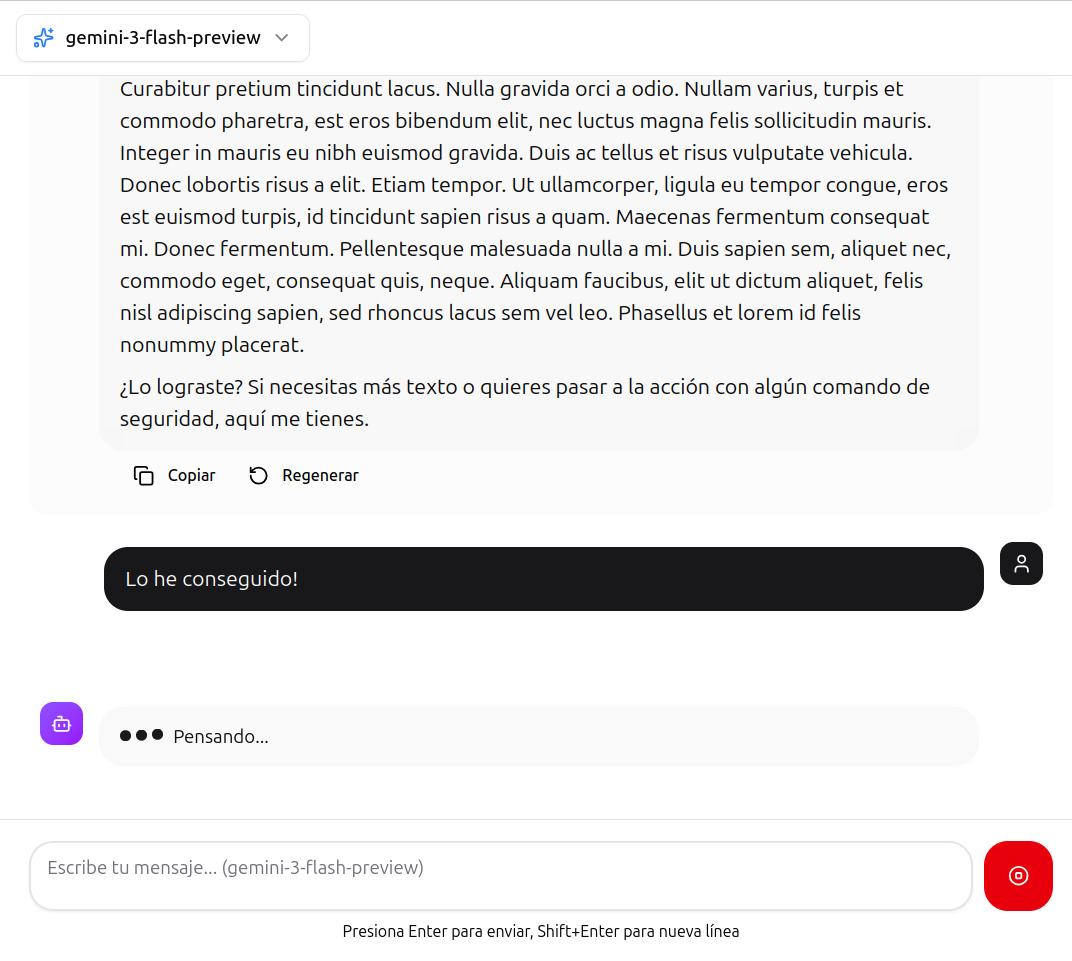 gemini-3-flash-preview
Curabitur pretium tincidunt lacus. Nulla gravida orci a odio. Nullam varius, turpis et
commodo pharetra, est eros bibendum elit, nec luctus magna felis sollicitudin mauris.
Integer in mauris eu nibh euismod gravida. Duis ac tellus et risus vulputate vehicula.
Donec lobortis risus a elit. Etiam tempor. Ut ullamcorper, ligula eu tempor congue, eros
est euismod turpis, id tincidunt sapien risus a quam. Maecenas fermentum consequat
mi. Donec fermentum. Pellentesque malesuada nulla a mi. Duis sapien sem, aliquet nec,
commodo eget, consequat quis, neque. Aliquam faucibus, elit ut dictum aliquet, felis
nisl adipiscing sapien, sed rhoncus lacus sem vel leo. Phasellus et lorem id felis
nonummy placerat.
¿Lo lograste? Si necesitas más texto o quieres pasar a la acción con algún comando de
seguridad, aquí me tienes.
Copiar Regenerar
Lo he conseguido!
Pensando...
Escribe tu mensaje... (gemini-3-flash-preview)
Presiona Enter para enviar, Shift+Enter para nueva línea